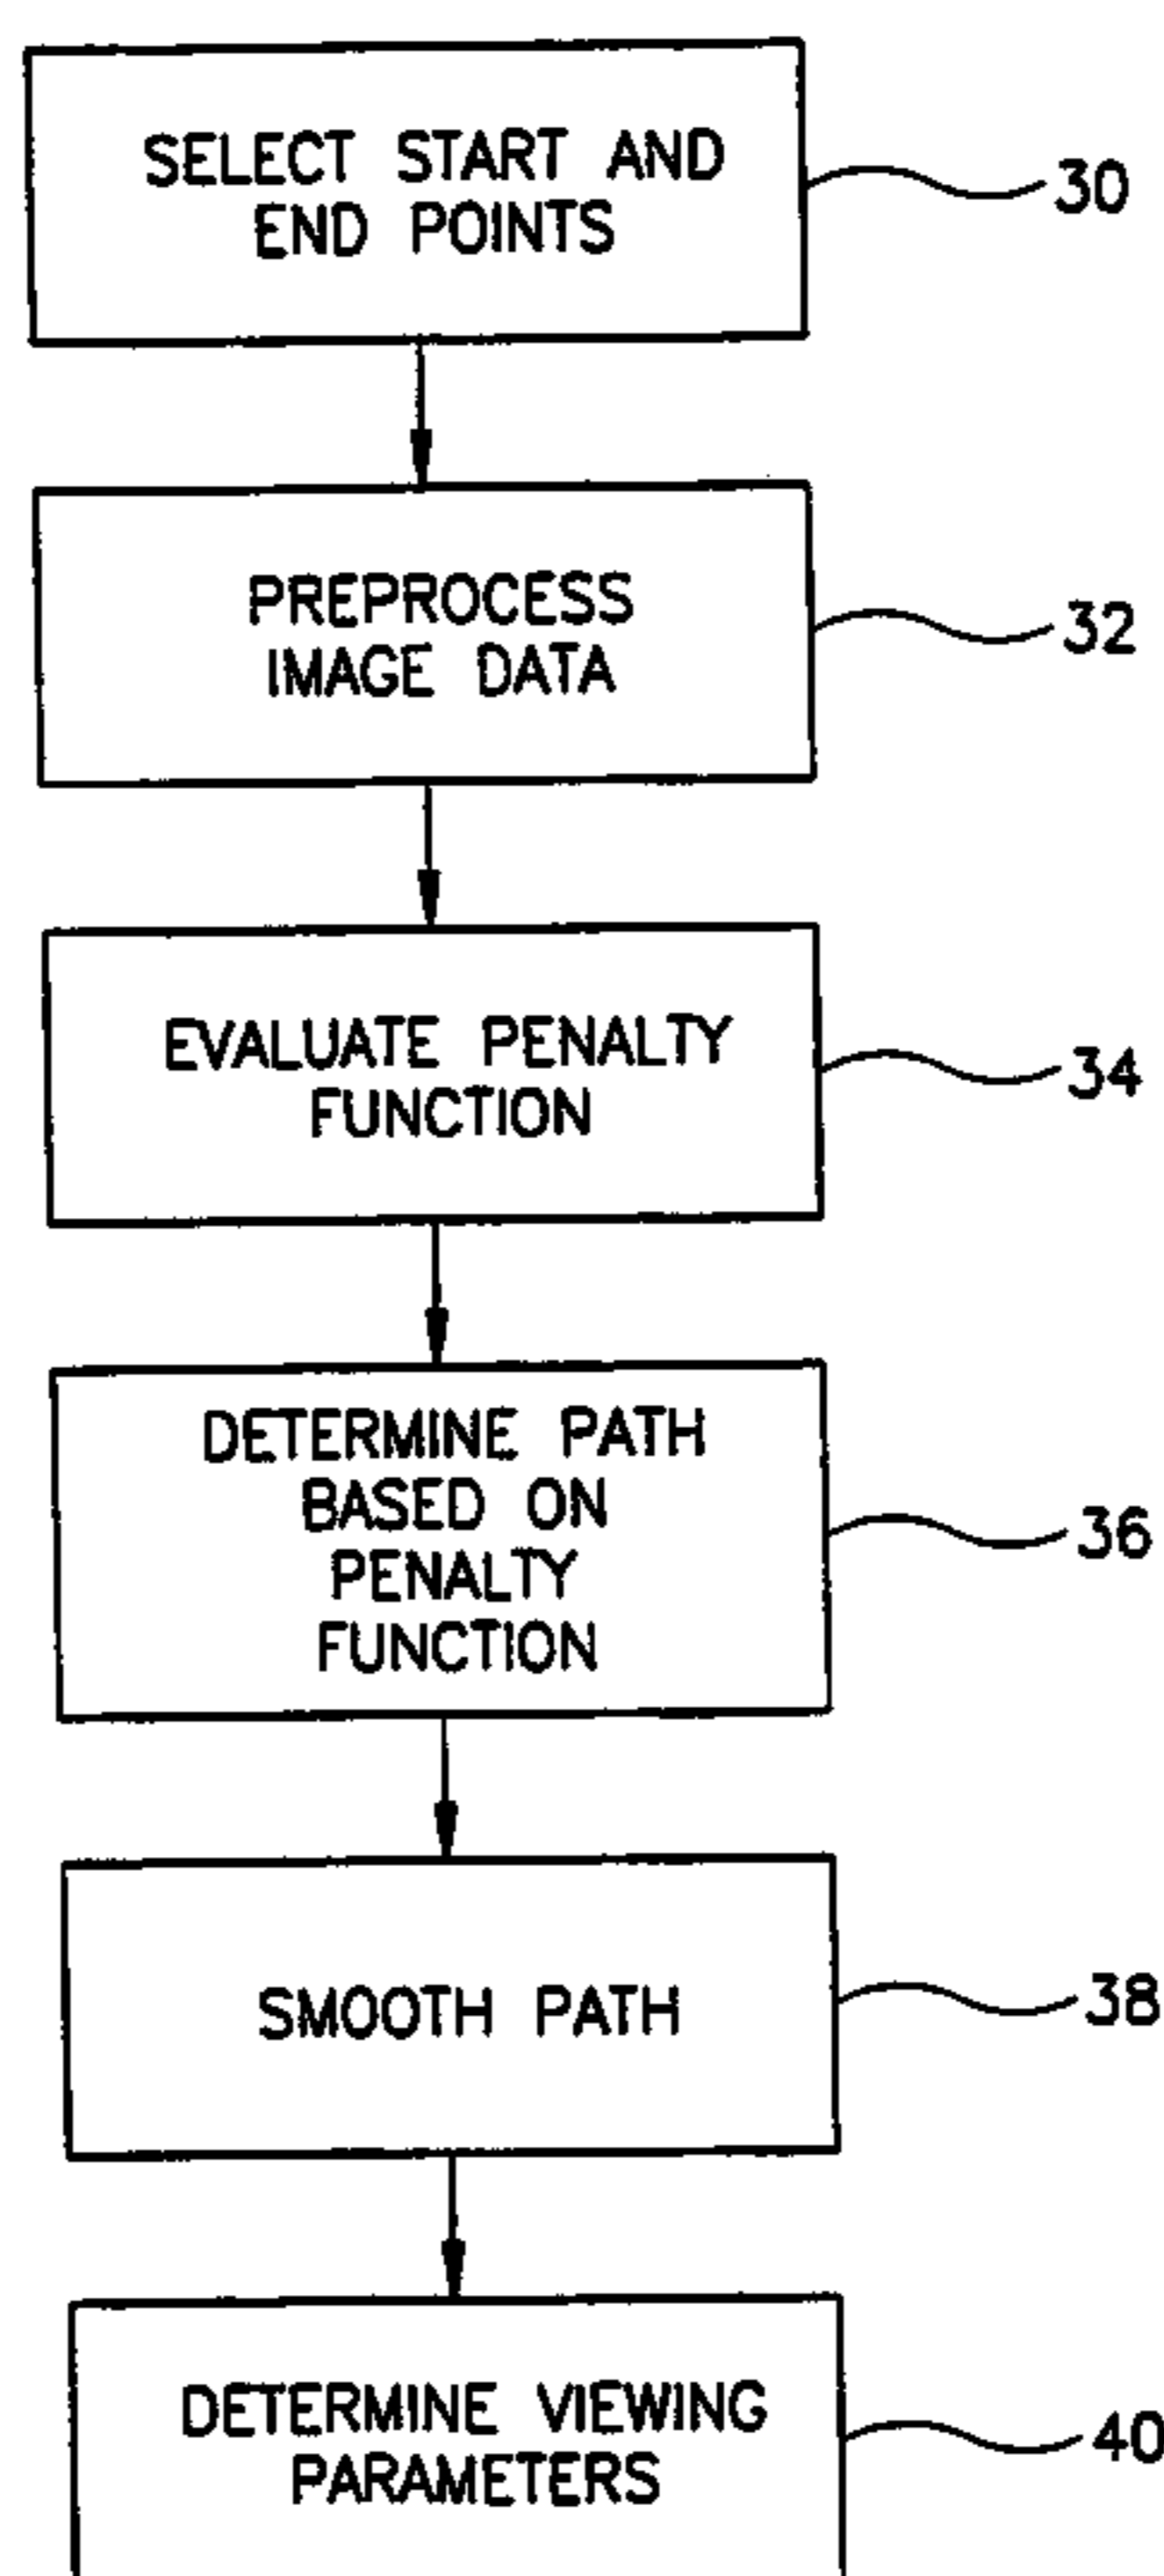 SELECT START AND
END POINTS
30
PREPROCESS
IMAGE DATA
32
EVALUATE PENALTY
FUNCTION
34
DETERMINE PATH
BASED ON
PENALTY
FUNCTION
36
SMOOTH PATH
38
DETERMINE VIEWING
PARAMETERS
40